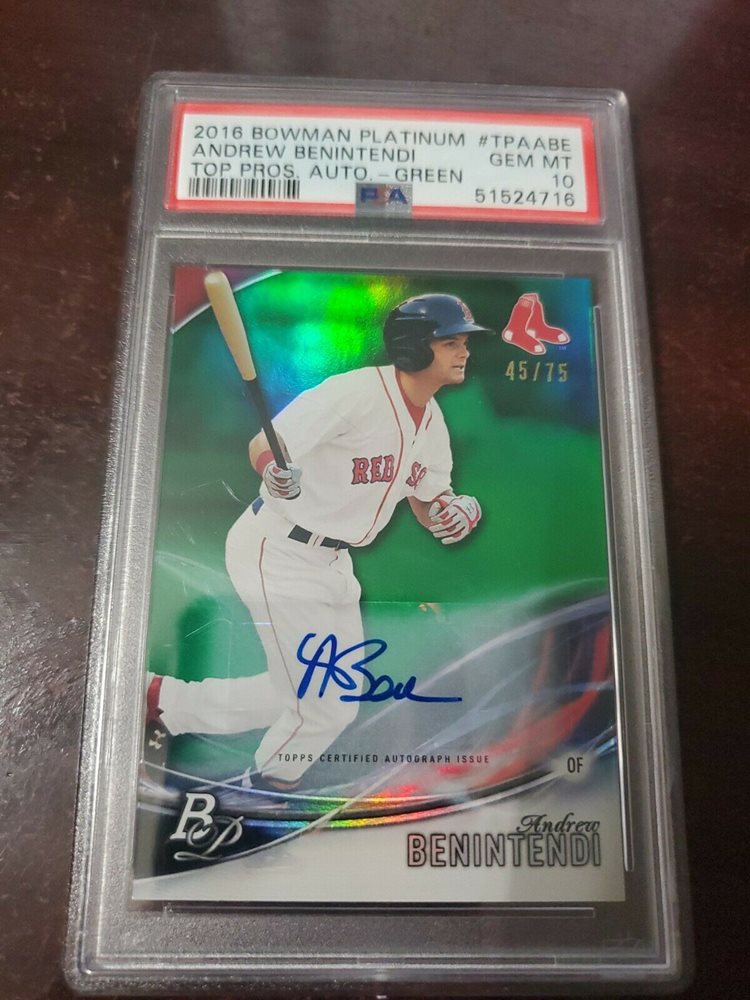 2016 BOWMAN PLATINUM #TPAABE
ANDREW BENINTENDI GEM MT
TOP PROS. AUTO.-GREEN 10
PSA 51524716
45/75
RED S
TOPPS CERTIFIED AUTOGRAPH ISSUE
OF
BP
Andrew
BENINTENDI